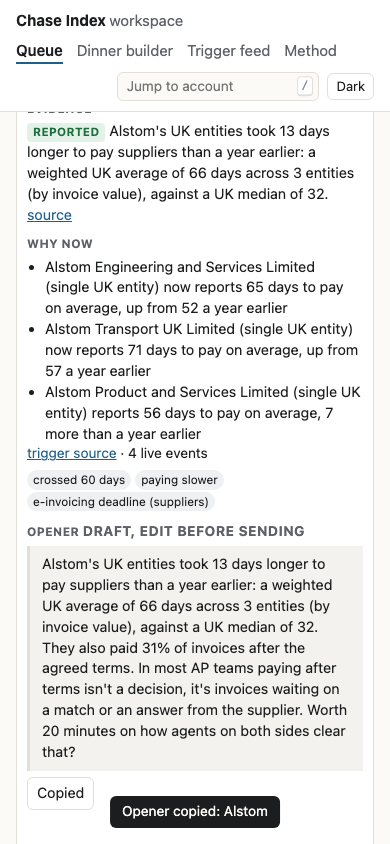 Chase Index workspace
Queue Dinner builder Trigger feed Method
Jump to account /
Dark
REPORTED Alstom's UK entities took 13 days
longer to pay suppliers than a year earlier: a
weighted UK average of 66 days across 3 entities
(by invoice value), against a UK median of 32.
source
WHY NOW
• Alstom Engineering and Services Limited
(single UK entity) now reports 65 days to pay
on average, up from 52 a year earlier
• Alstom Transport UK Limited (single UK entity)
now reports 71 days to pay on average, up from
57 a year earlier
• Alstom Product and Services Limited (single UK
entity) reports 56 days to pay on average, 7
more than a year earlier
trigger source · 4 live events
crossed 60 days paying slower
e-invoicing deadline (suppliers)
OPENER DRAFT, EDIT BEFORE SENDING
Alstom's UK entities took 13 days longer to
pay suppliers than a year earlier: a weighted
UK average of 66 days across 3 entities (by
invoice value), against a UK median of 32.
They also paid 31% of invoices after the
agreed terms. In most AP teams paying after
terms isn't a decision, it's invoices waiting on
a match or an answer from the supplier. Worth
20 minutes on how agents on both sides clear
that?
Copied
Opener copied: Alstom